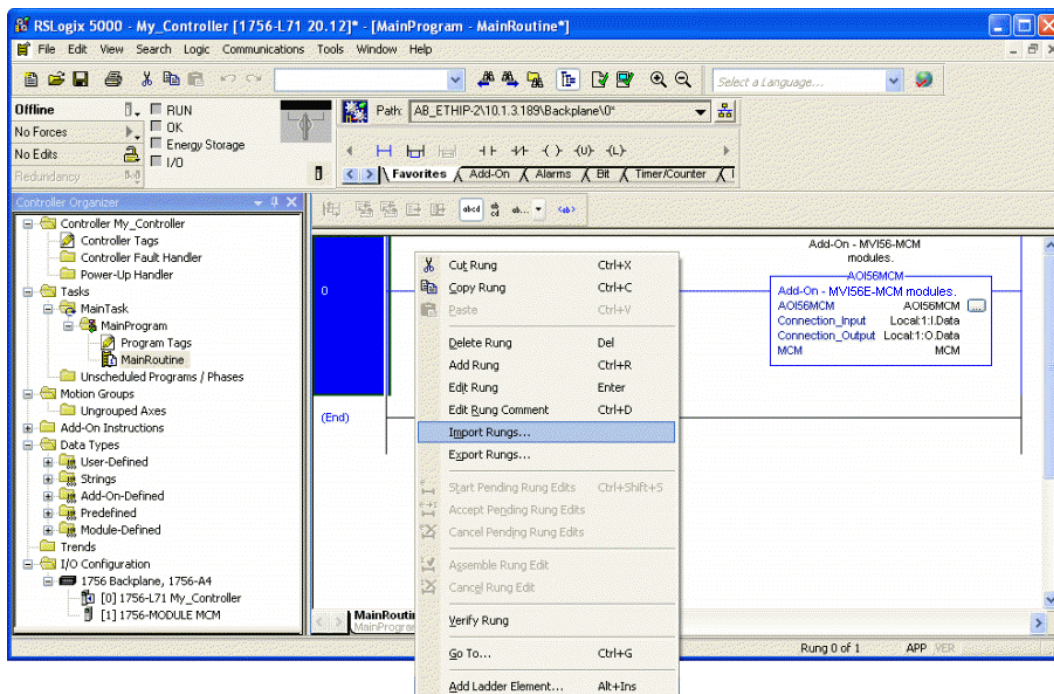 RSLogix 5000 - My_Controller [1756-L71 20.12]* - [MainProgram - MainRoutine*]
File Edit View Search Logic Communications Tools Window Help
Select a Language...
Offline
RUN
No Forces
OK
No Edits
Energy Storage
Redundancy
I/O
Path: AB_ETHIP-2\10.1.3.189\Backplane\0*
Favorites Add-On Alarms Bit Timer/Counter
Controller Organizer
Controller My_Controller
Controller Tags
Controller Fault Handler
Power-Up Handler
Tasks
MainTask
MainProgram
Program Tags
MainRoutine
Unscheduled Programs / Phases
Motion Groups
Ungrouped Axes
Add-On Instructions
Data Types
User-Defined
Strings
Add-On-Defined
Predefined
Module-Defined
Trends
I/O Configuration
1756 Backplane, 1756-A4
[0] 1756-L71 My_Controller
[1] 1756-MODULE MCM
0
(End)
Cut Rung Ctrl+X
Copy Rung Ctrl+C
Paste Ctrl+V
Delete Rung Del
Add Rung Ctrl+R
Edit Rung Enter
Edit Rung Comment Ctrl+D
Import Rungs...
Export Rungs...
Start Pending Rung Edits Ctrl+Shift+S
Accept Pending Rung Edits
Cancel Pending Rung Edits
Assemble Rung Edit
Cancel Rung Edit
Verify Rung
Go To... Ctrl+G
Add Ladder Element... Alt+Ins
Add-On - MVI56-MCM
modules.
AOI56MCM
Add-On - MVI56E-MCM modules.
AOI56MCM AOI56MCM ...
Connection_Input Local:1:I.Data
Connection_Output Local:1:O.Data
MCM MCM
MainRouti
MainProgra
Rung 0 of 1 APP VER